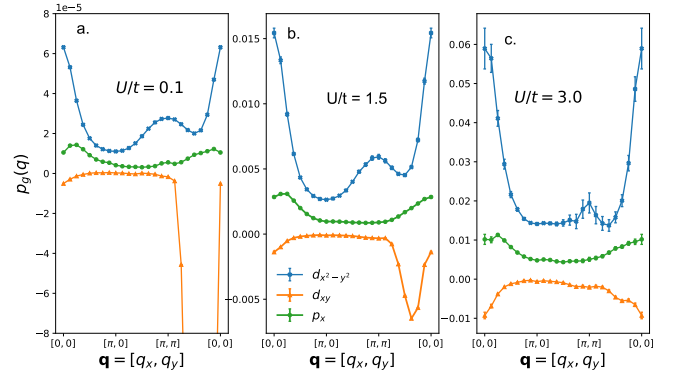 1e−5
a.
b.
c.
U/t = 0.1
U/t = 1.5
U/t = 3.0
p_g(q)
8
6
4
2
0
−2
−4
−6
−8
0.015
0.010
0.005
0.000
−0.005
0.06
0.05
0.04
0.03
0.02
0.01
0.00
−0.01
d_{x²−y²}
d_{xy}
p_x
[0, 0] [π, 0] [π, π] [0, 0]
[0, 0] [π, 0] [π, π] [0, 0]
[0, 0] [π, 0] [π, π] [0, 0]
q = [q_x, q_y]
q = [q_x, q_y]
q = [q_x, q_y]